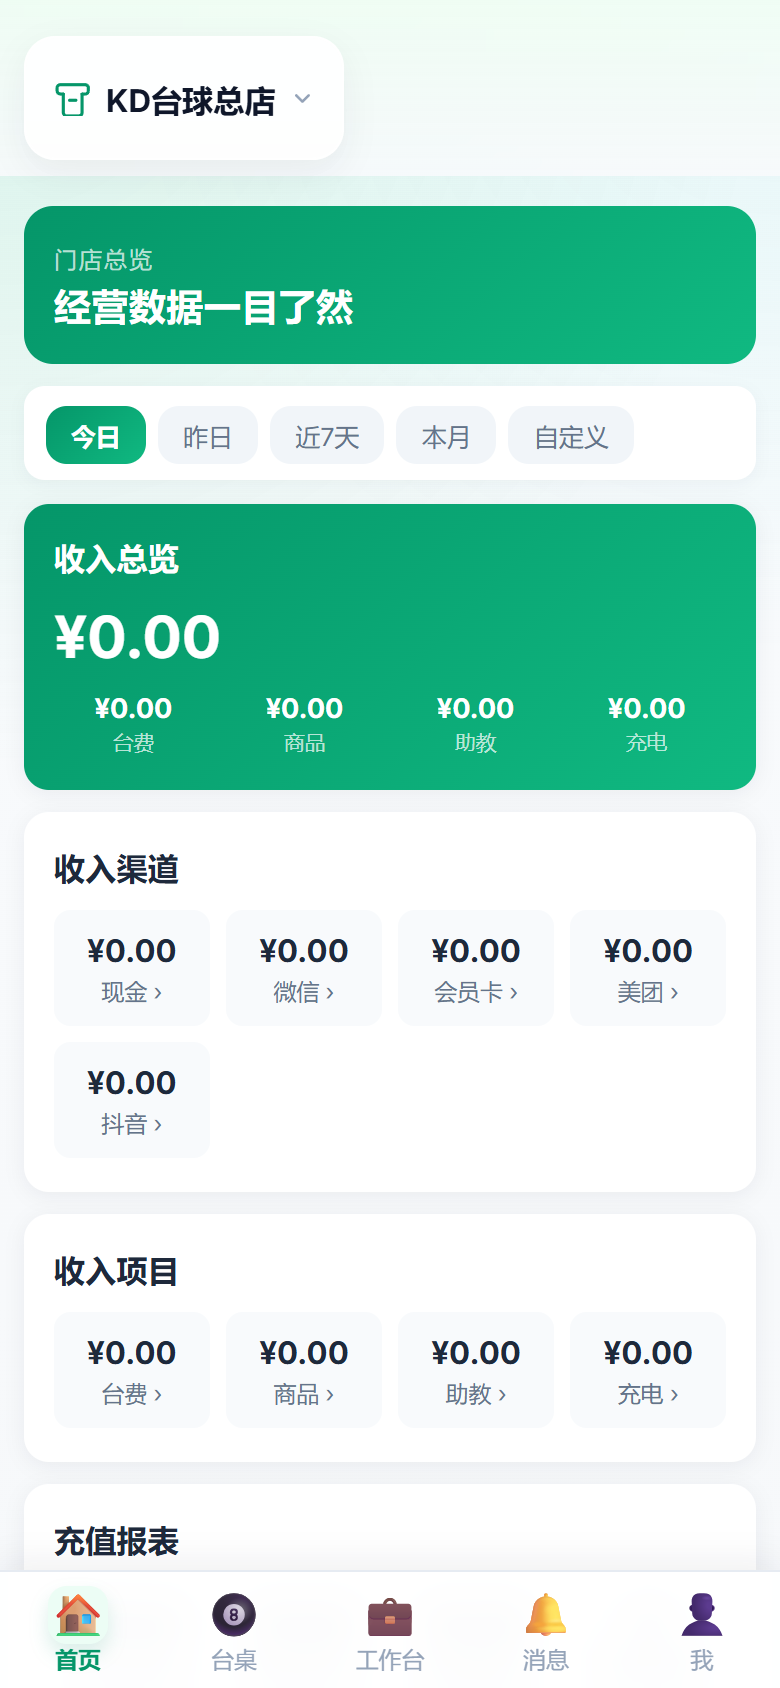 KD台球总店
门店总览
经营数据一目了然
今日 昨日 近7天 本月 自定义
收入总览
¥0.00
¥0.00 ¥0.00 ¥0.00 ¥0.00
台费 商品 助教 充电
收入渠道
¥0.00 ¥0.00 ¥0.00 ¥0.00
现金 › 微信 › 会员卡 › 美团 ›
¥0.00
抖音 ›
收入项目
¥0.00 ¥0.00 ¥0.00 ¥0.00
台费 › 商品 › 助教 › 充电 ›
充值报表
8
首页 台桌 工作台 消息 我